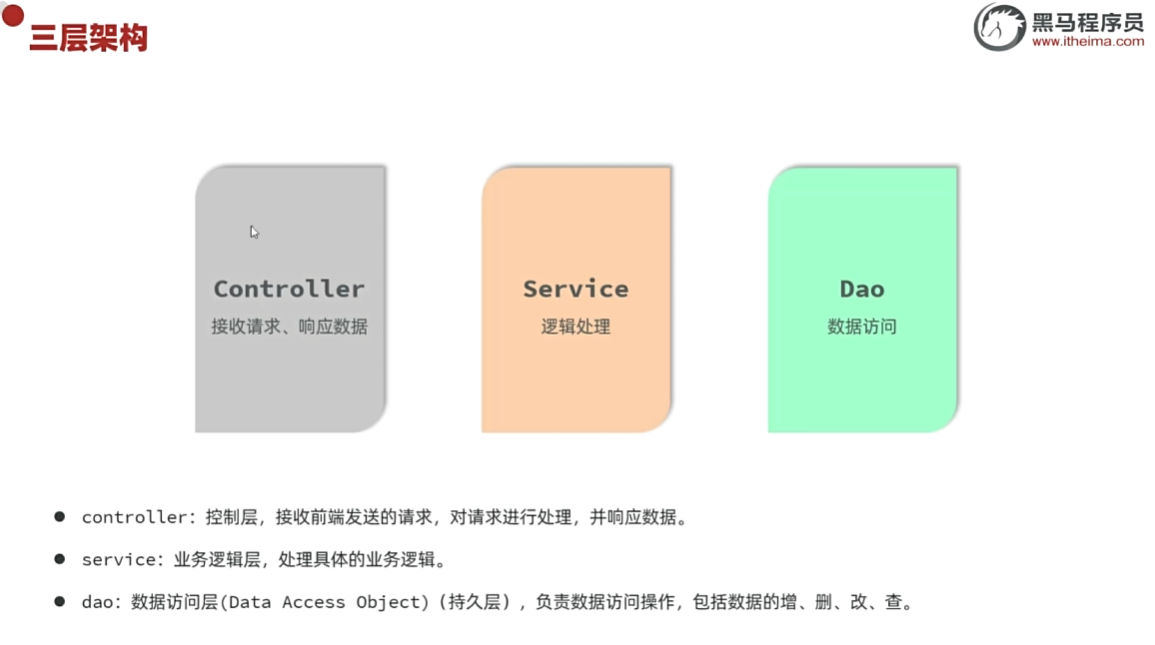 三层架构
黑马程序员
www.itheima.com
Controller
接收请求、响应数据
Service
逻辑处理
Dao
数据访问
controller：控制层，接收前端发送的请求，对请求进行处理，并响应数据。
service：业务逻辑层，处理具体的业务逻辑。
dao：数据访问层(Data Access Object)（持久层），负责数据访问操作，包括数据的增、删、改、查。